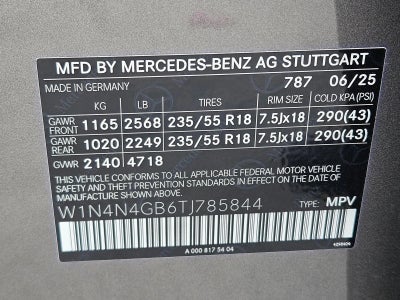 MFD BY MERCEDES-BENZ AG STUTTGART
MADE IN GERMANY 787 06/25
KG LB TIRES RIM SIZE COLD KPA (PSI)
GAWR FRONT 1165 2568 235/55 R18 7.5Jx18 290(43)
GAWR REAR 1020 2249 235/55 R18 7.5Jx18 290(43)
GVWR 2140 4718
THIS VEHICLE CONFORMS TO ALL APPLICABLE FEDERAL MOTOR VEHICLE
SAFETY, BUMPER, AND THEFT PREVENTION STANDARDS IN EFFECT
ON THE DATE OF MANUFACTURE SHOWN ABOVE.
W1N4N4GB6TJ785844 TYPE: MPV
A 000 817 54 04